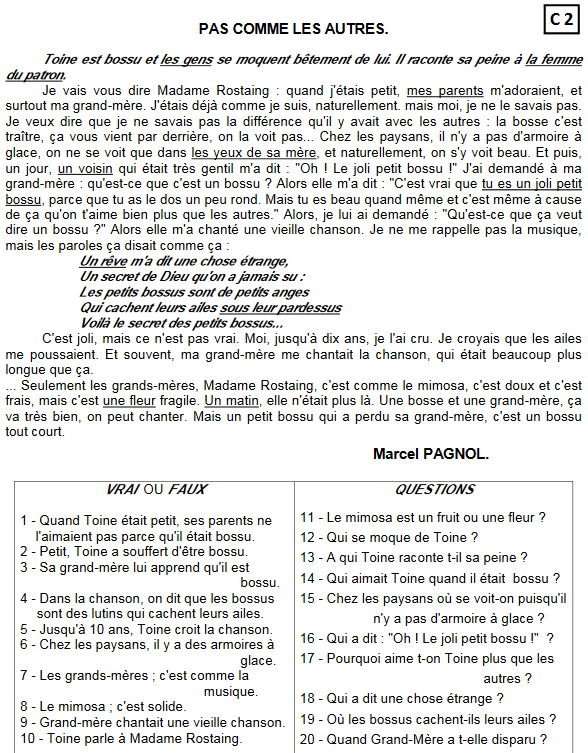 C 2
PAS COMME LES AUTRES.
Toine est bossu et les gens se moquent bêtement de lui. Il raconte sa peine à la femme
du patron.
Je vais vous dire Madame Rostaing : quand j'étais petit, mes parents m'adoraient, et
surtout ma grand-mère. J'étais déjà comme je suis, naturellement. mais moi, je ne le savais pas.
Je veux dire que je ne savais pas la différence qu'il y avait avec les autres : la bosse c'est
traître, ça vous vient par derrière, on la voit pas... Chez les paysans, il n'y a pas d'armoire à
glace, on ne se voit que dans les yeux de sa mère, et naturellement, on s'y voit beau. Et puis,
un jour, un voisin qui était très gentil m'a dit : "Oh ! Le joli petit bossu !" J'ai demandé à ma
grand-mère : qu'est-ce que c'est un bossu ? Alors elle m'a dit : "C'est vrai que tu es un joli petit
bossu, parce que tu as le dos un peu rond. Mais tu es beau quand même et c'est même à cause
de ça qu'on t'aime bien plus que les autres." Alors, je lui ai demandé : "Qu'est-ce que ça veut
dire un bossu ?" Alors elle m'a chanté une vieille chanson. Je ne me rappelle pas la musique,
mais les paroles ça disait comme ça :
Un rêve m'a dit une chose étrange,
Un secret de Dieu qu'on a jamais su :
Les petits bossus sont de petits anges
Qui cachent leurs ailes sous leur pardessus
Voilà le secret des petits bossus...
C'est joli, mais ce n'est pas vrai. Moi, jusqu'à dix ans, je l'ai cru. Je croyais que les ailes
me poussaient. Et souvent, ma grand-mère me chantait la chanson, qui était beaucoup plus
longue que ça.
... Seulement les grands-mères, Madame Rostaing, c'est comme le mimosa, c'est doux et c'est
frais, mais c'est une fleur fragile. Un matin, elle n'était plus là. Une bosse et une grand-mère, ça
va très bien, on peut chanter. Mais un petit bossu qui a perdu sa grand-mère, c'est un bossu
tout court.
Marcel PAGNOL.
VRAI OU FAUX
1 - Quand Toine était petit, ses parents ne
l'aimaient pas parce qu'il était bossu.
2 - Petit, Toine a souffert d'être bossu.
3 - Sa grand-mère lui apprend qu'il est
bossu.
4 - Dans la chanson, on dit que les bossus
sont des lutins qui cachent leurs ailes.
5 - Jusqu'à 10 ans, Toine croit la chanson.
6 - Chez les paysans, il y a des armoires à
glace.
7 - Les grands-mères ; c'est comme la
musique.
8 - Le mimosa ; c'est solide.
9 - Grand-mère chantait une vieille chanson.
10 - Toine parle à Madame Rostaing.
QUESTIONS
11 - Le mimosa est un fruit ou une fleur ?
12 - Qui se moque de Toine ?
13 - A qui Toine raconte t-il sa peine ?
14 - Qui aimait Toine quand il était bossu ?
15 - Chez les paysans où se voit-on puisqu'il
n'y a pas d'armoire à glace ?
16 - Qui a dit : "Oh ! Le joli petit bossu !" ?
17 - Pourquoi aime t-on Toine plus que les
autres ?
18 - Qui a dit une chose étrange ?
19 - Où les bossus cachent-ils leurs ailes ?
20 - Quand Grand-Mère a t-elle disparu ?